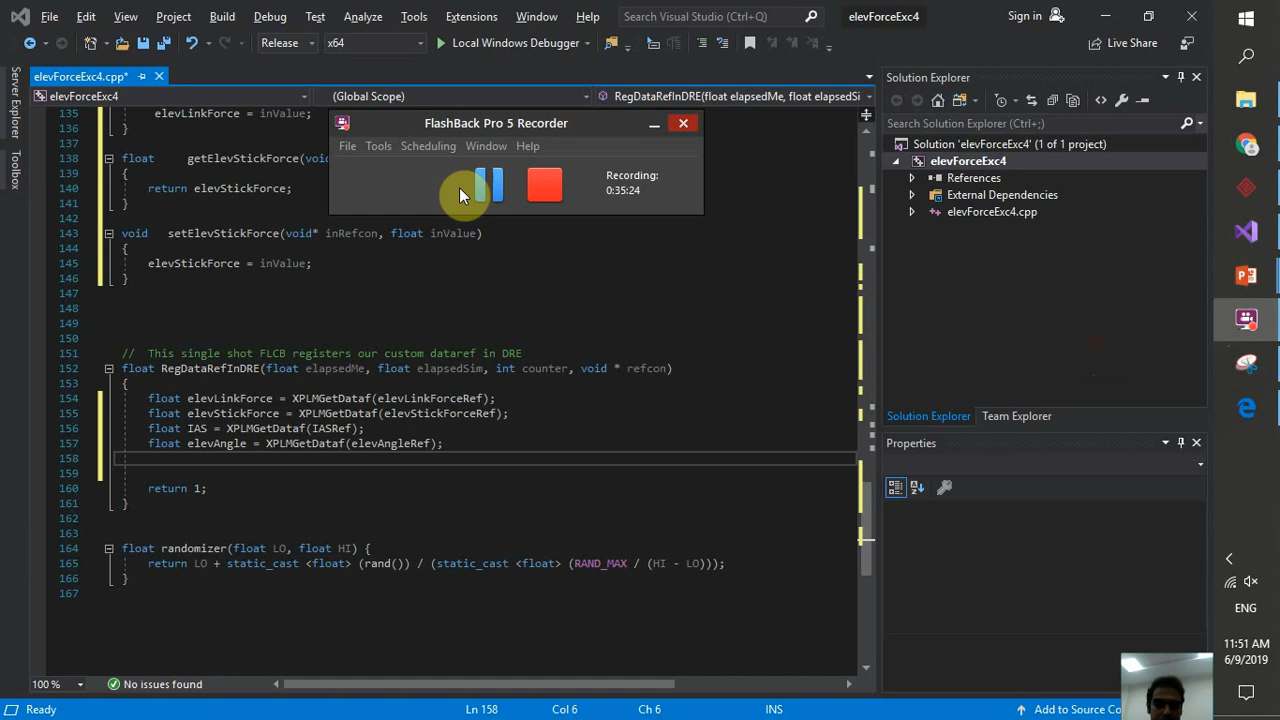 File Edit View Project Build Debug Test Analyze Tools Extensions Window Help Search Visual Studio (Ctrl+Q) elevForceExc4 Sign in
Release x64 Local Windows Debugger Live Share
Server Explorer
Toolbox
elevForceExc4.cpp*
elevForceExc4 (Global Scope) RegDataRefInDRE(float elapsedMe, float elapsedSi
135 elevLinkForce = inValue;
136 }
137
138 float getElevStickForce(voi
139 {
140 return elevStickForce;
141 }
142
143 void setElevStickForce(void* inRefcon, float inValue)
144 {
145 elevStickForce = inValue;
146 }
147
148
149
150
151 // This single shot FLCB registers our custom dataref in DRE
152 float RegDataRefInDRE(float elapsedMe, float elapsedSim, int counter, void * refcon)
153 {
154 float elevLinkForce = XPLMGetDataf(elevLinkForceRef);
155 float elevStickForce = XPLMGetDataf(elevStickForceRef);
156 float IAS = XPLMGetDataf(IASRef);
157 float elevAngle = XPLMGetDataf(elevAngleRef);
158
159
160 return 1;
161 }
162
163
164 float randomizer(float LO, float HI) {
165 return LO + static_cast <float> (rand()) / (static_cast <float> (RAND_MAX / (HI - LO)));
166 }
167
FlashBack Pro 5 Recorder
File Tools Scheduling Window Help
Recording:
0:35:24
100 % No issues found
Solution Explorer
Search Solution Explorer (Ctrl+;)
Solution 'elevForceExc4' (1 of 1 project)
elevForceExc4
References
External Dependencies
elevForceExc4.cpp
Solution Explorer Team Explorer
Properties
Ready Ln 158 Col 6 Ch 6 INS Add to Source Co
ENG
11:51 AM
6/9/2019